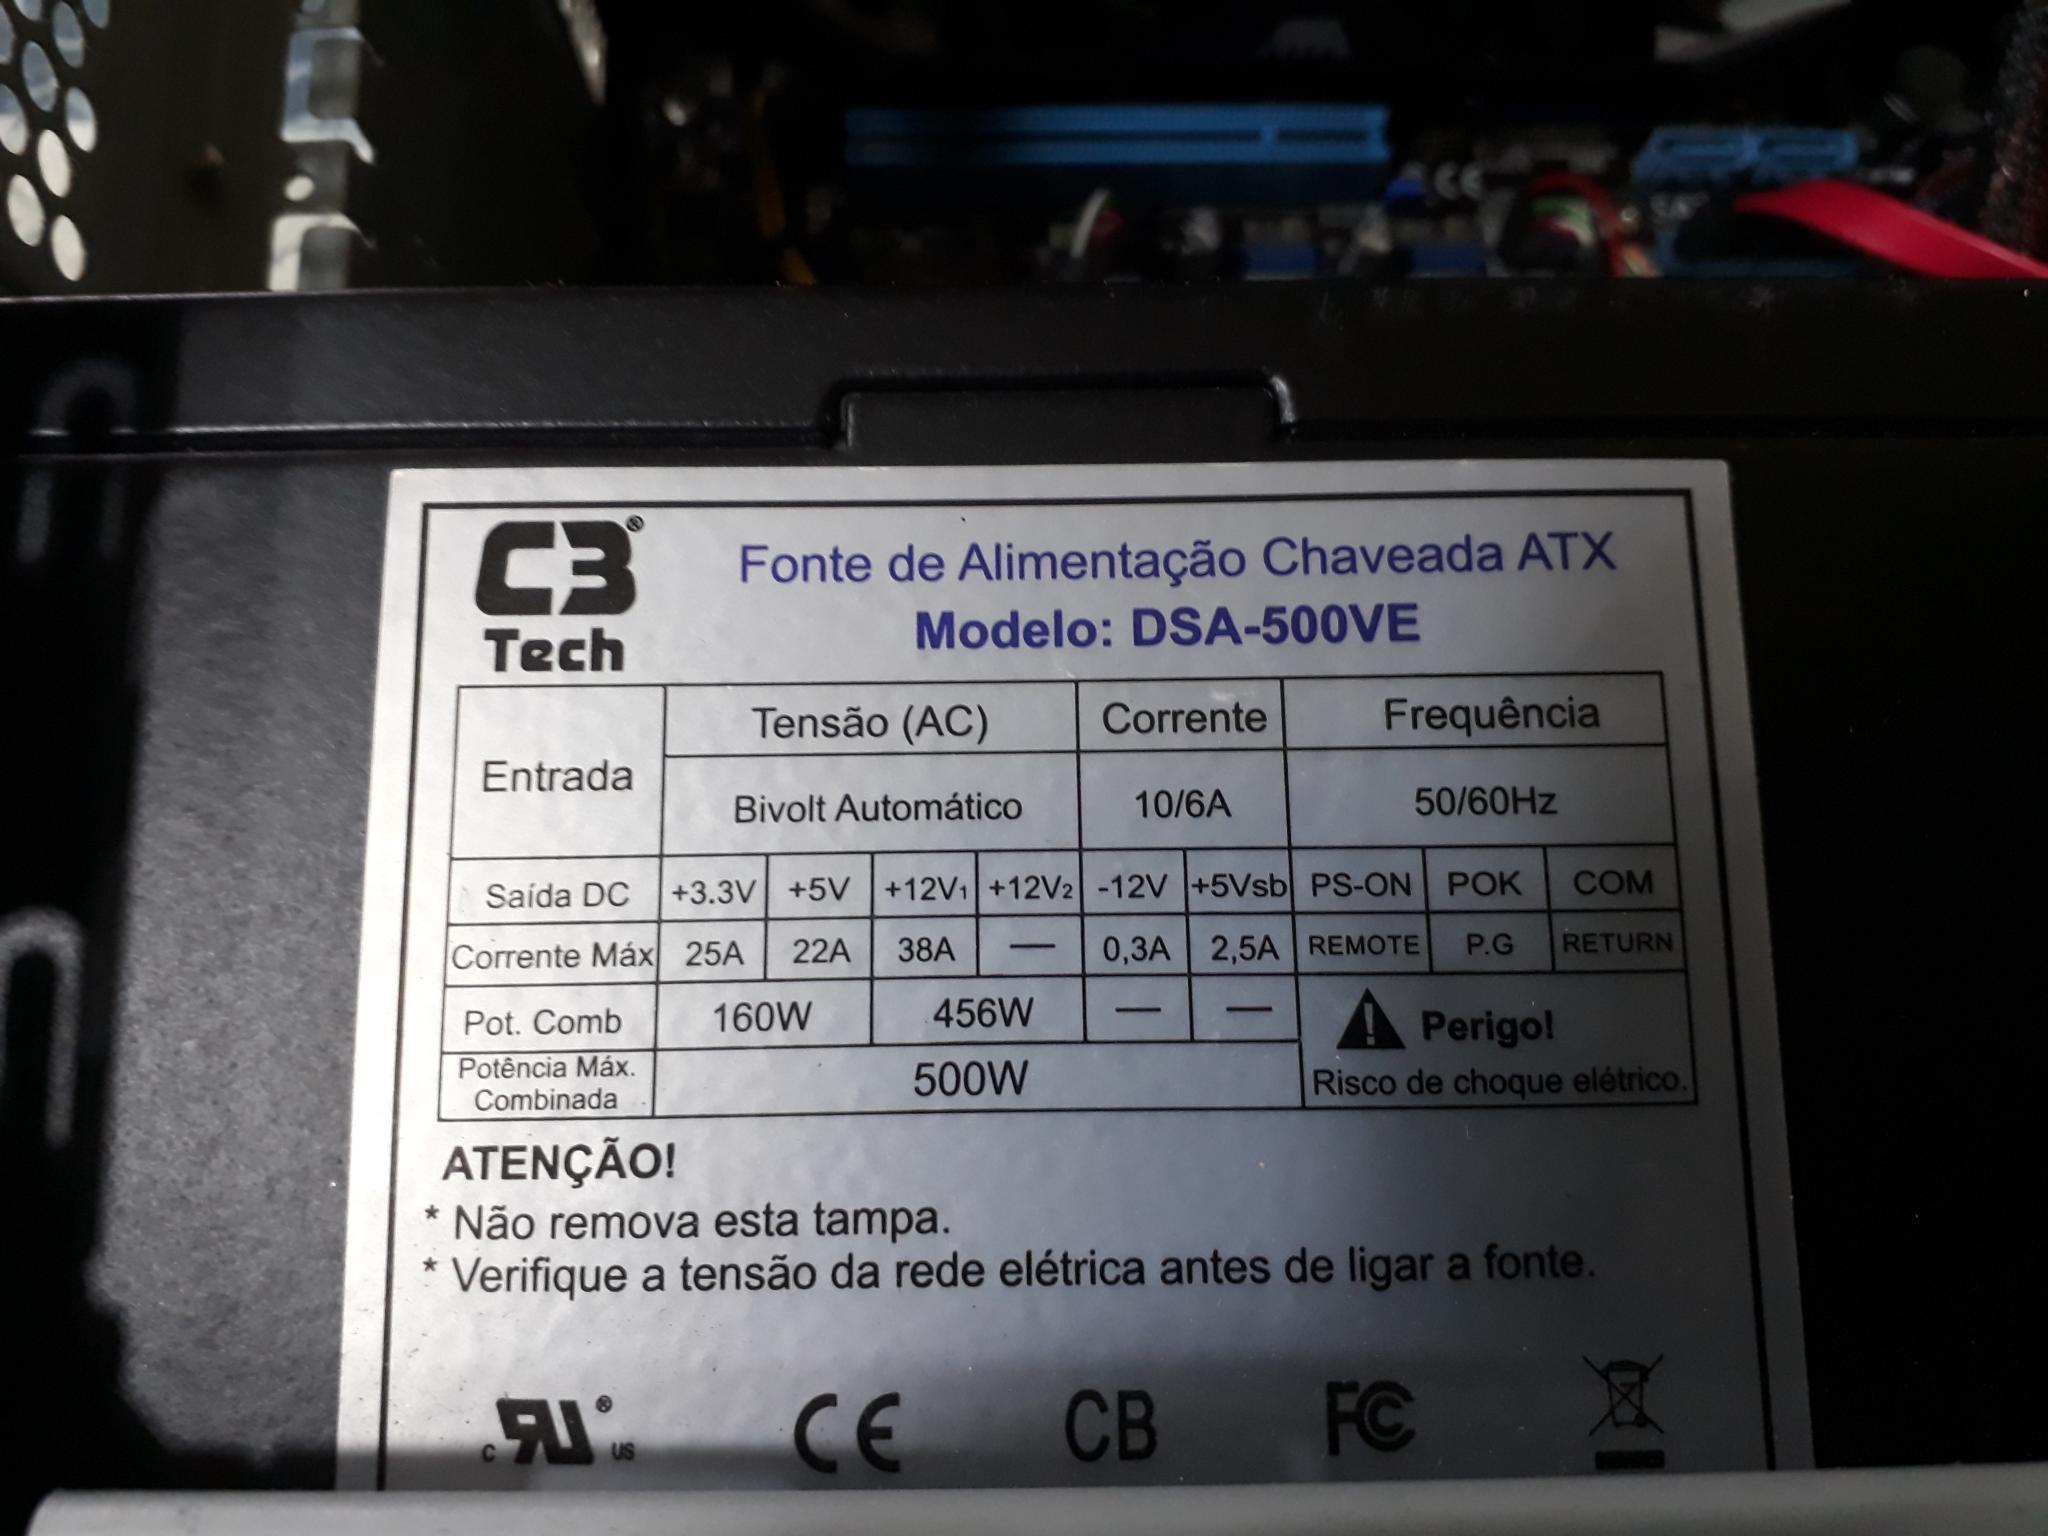 C3®
Tech
Fonte de Alimentação Chaveada ATX
Modelo: DSA-500VE
Entrada
Tensão (AC) Corrente Frequência
Bivolt Automático 10/6A 50/60Hz
Saída DC +3.3V +5V +12V₁ +12V₂ -12V +5Vsb PS-ON POK COM
Corrente Máx 25A 22A 38A — 0,3A 2,5A REMOTE P.G RETURN
Pot. Comb 160W 456W — — Perigo!
Potência Máx.
Combinada 500W Risco de choque elétrico.
ATENÇÃO!
* Não remova esta tampa.
* Verifique a tensão da rede elétrica antes de ligar a fonte.
c RU® US CE CB FC